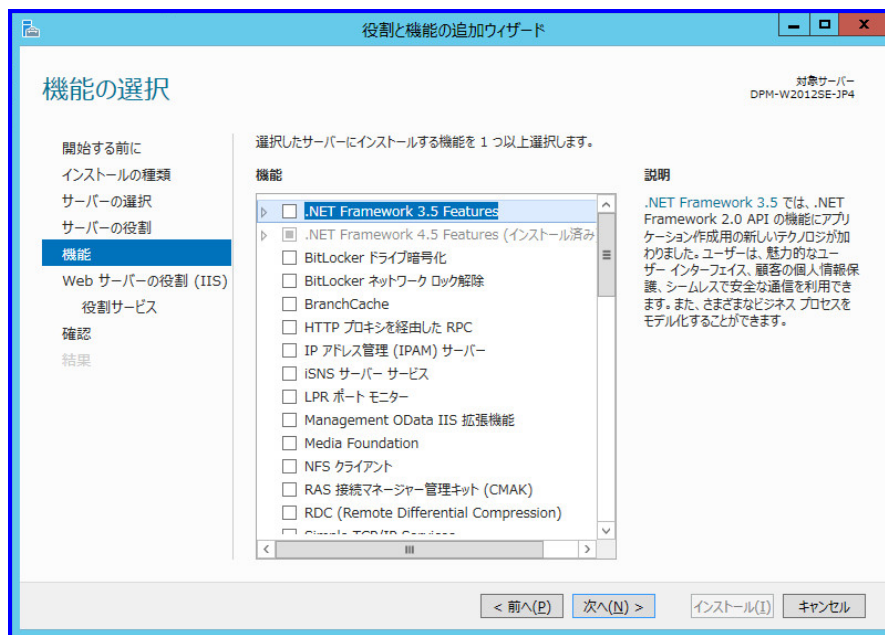 役割と機能の追加ウィザード
機能の選択
対象サーバー
DPM-W2012SE-JP4
開始する前に
インストールの種類
サーバーの選択
サーバーの役割
機能
Web サーバーの役割 (IIS)
役割サービス
確認
結果
選択したサーバーにインストールする機能を 1 つ以上選択します。
機能
.NET Framework 3.5 Features
.NET Framework 4.5 Features (インストール済み
BitLocker ドライブ暗号化
BitLocker ネットワーク ロック解除
BranchCache
HTTP プロキシを経由した RPC
IP アドレス管理 (IPAM) サーバー
iSNS サーバー サービス
LPR ポート モニター
Management OData IIS 拡張機能
Media Foundation
NFS クライアント
RAS 接続マネージャー管理キット (CMAK)
RDC (Remote Differential Compression)
Simple TCP/IP Services
説明
.NET Framework 3.5 では、.NET
Framework 2.0 API の機能にアプリ
ケーション作成用の新しいテクノロジが加
わりました。ユーザーは、魅力的なユー
ザー インターフェイス、顧客の個人情報保
護、シームレスで安全な通信を利用でき
ます。また、さまざまなビジネス プロセスを
モデル化することができます。
< 前へ(P)
次へ(N) >
インストール(I)
キャンセル